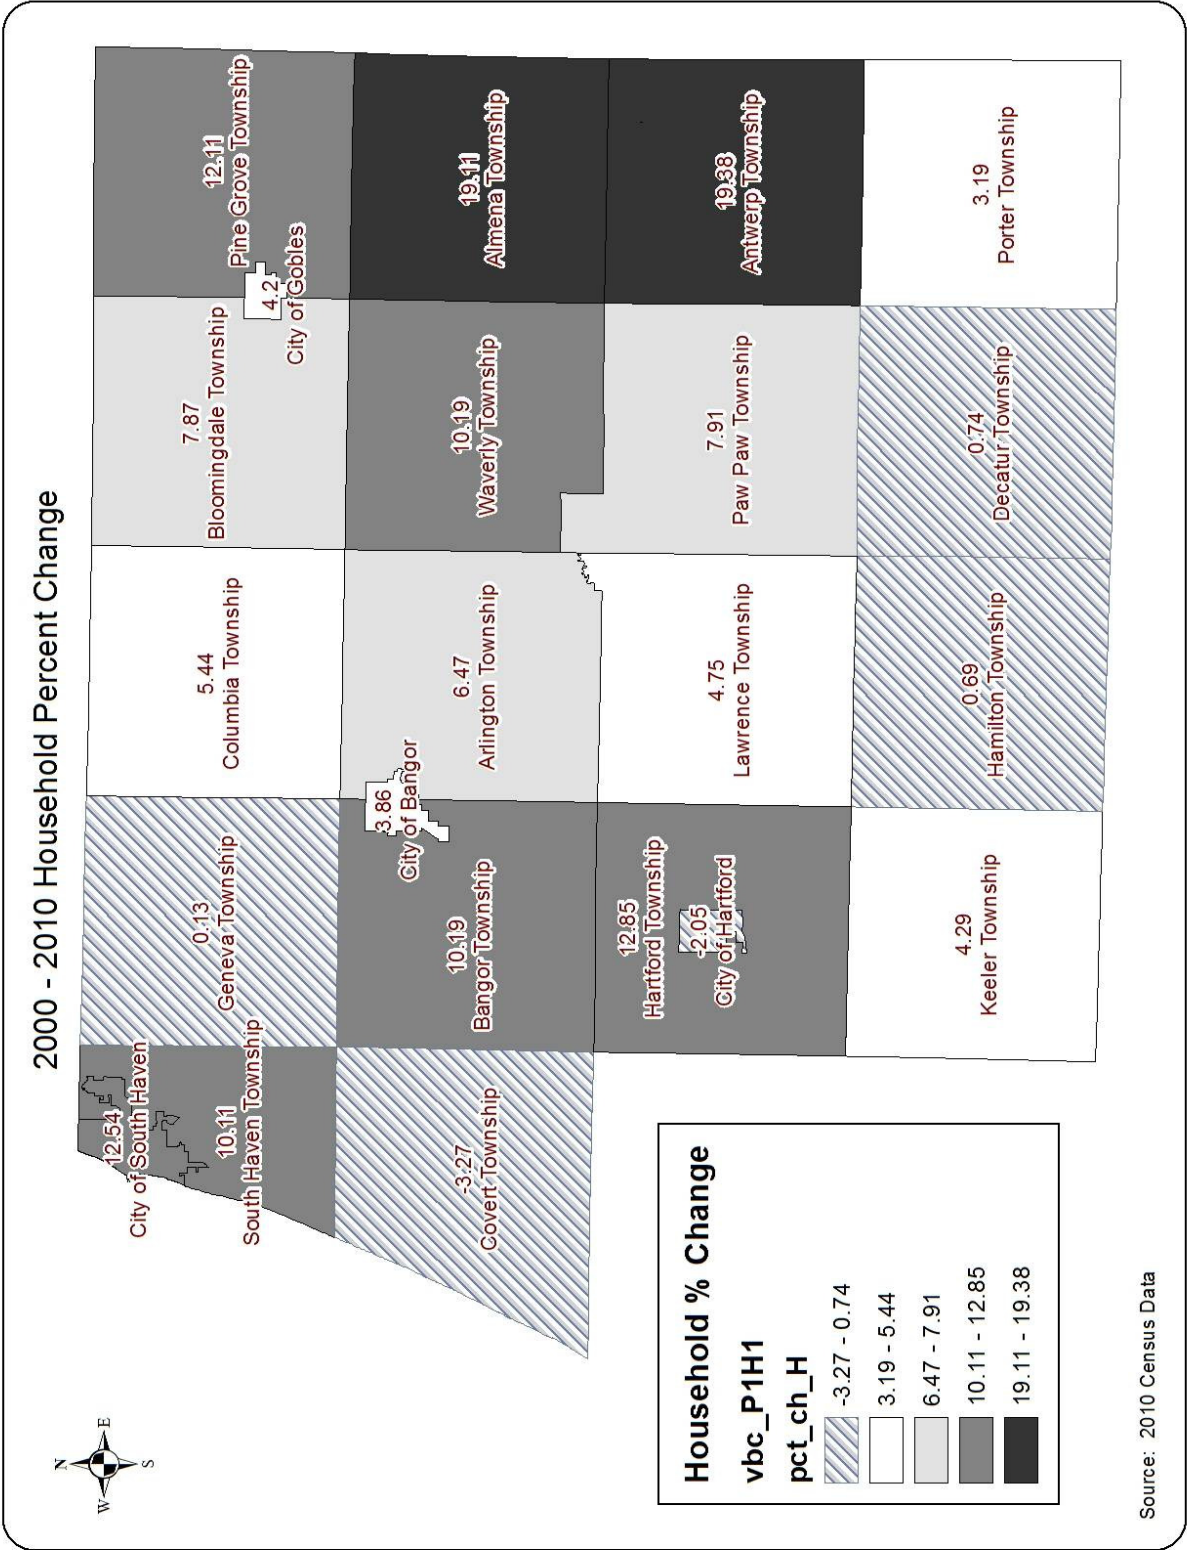 2000 - 2010 Household Percent Change
N
W
E
S
12.54
City of South Haven
10.11
South Haven Township
0.13
Geneva Township
5.44
Columbia Township
7.87
Bloomingdale Township
12.11
Pine Grove Township
4.2
City of Gobles
-3.27
Covert Township
10.19
Bangor Township
3.86
City of Bangor
6.47
Arlington Township
10.19
Waverly Township
19.11
Almena Township
12.85
Hartford Township
-2.05
City of Hartford
4.75
Lawrence Township
7.91
Paw Paw Township
19.38
Antwerp Township
4.29
Keeler Township
0.69
Hamilton Township
0.74
Decatur Township
3.19
Porter Township
Household % Change
vbc_P1H1
pct_ch_H
-3.27 - 0.74
3.19 - 5.44
6.47 - 7.91
10.11 - 12.85
19.11 - 19.38
Source: 2010 Census Data